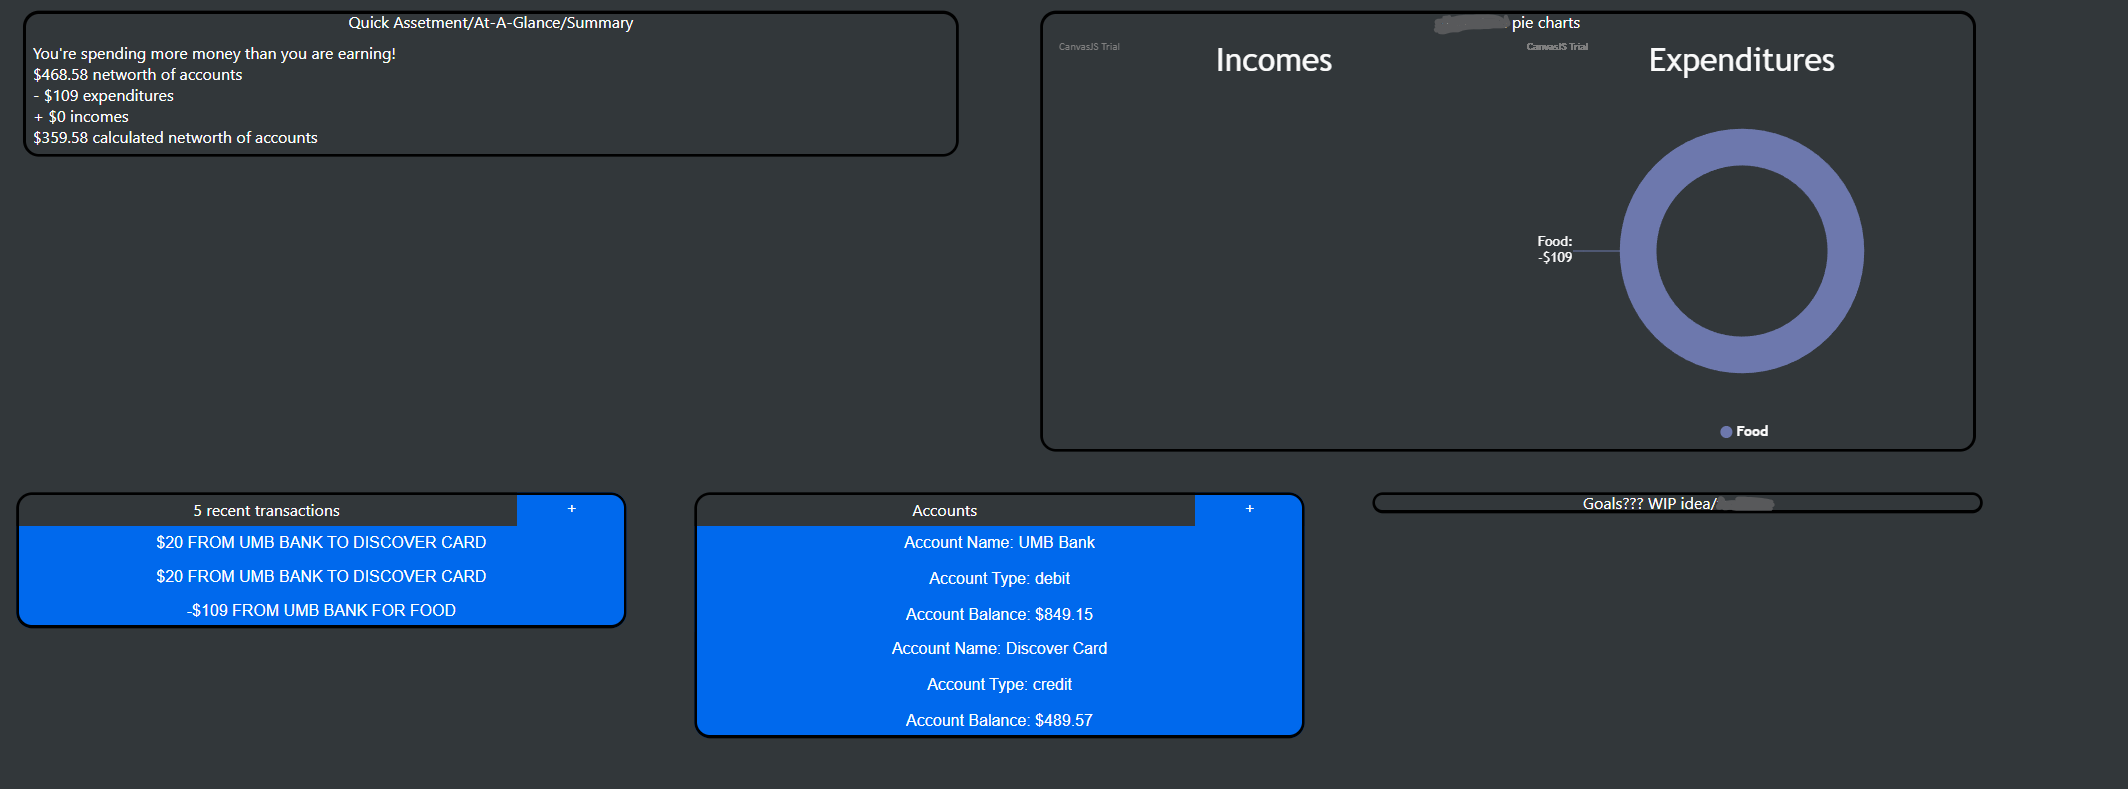 Quick Assetment/At-A-Glance/Summary
You're spending more money than you are earning!
$468.58 networth of accounts
- $109 expenditures
+ $0 incomes
$359.58 calculated networth of accounts
pie charts
CanvasJS Trial
Incomes
CanvasJS Trial
Expenditures
Food:
-$109
Food
5 recent transactions
+
$20 FROM UMB BANK TO DISCOVER CARD
$20 FROM UMB BANK TO DISCOVER CARD
-$109 FROM UMB BANK FOR FOOD
Accounts
+
Account Name: UMB Bank
Account Type: debit
Account Balance: $849.15
Account Name: Discover Card
Account Type: credit
Account Balance: $489.57
Goals??? WIP idea/